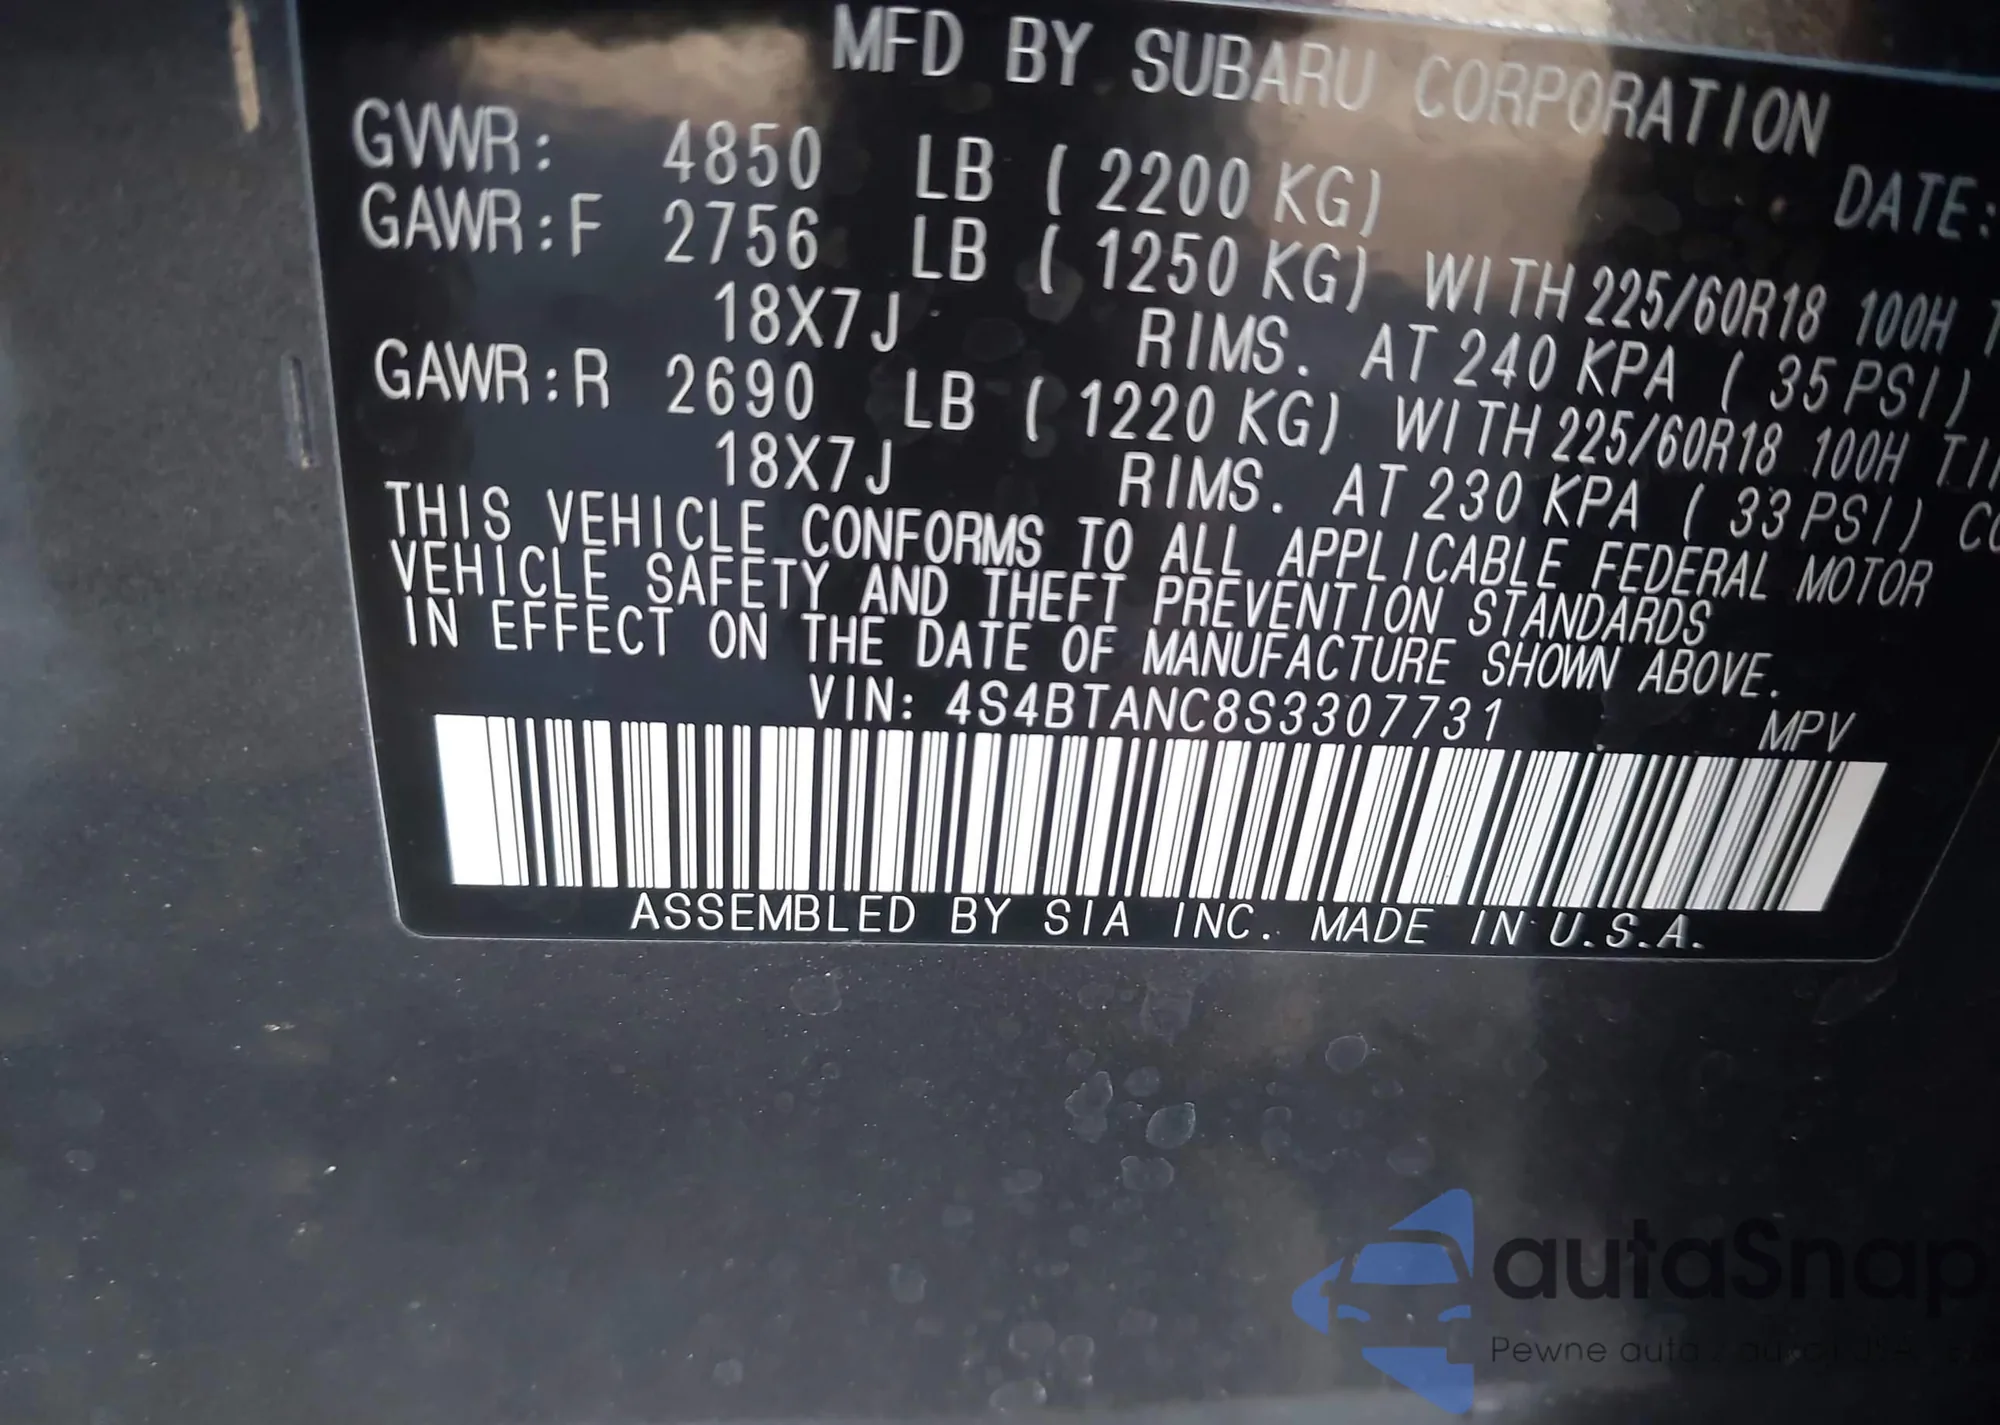 MFD BY SUBARU CORPORATION
DATE:
GVWR: 4850 LB ( 2200 KG)
GAWR:F 2756 LB ( 1250 KG) WITH 225/60R18 100H
18X7J RIMS. AT 240 KPA ( 35 PSI)
GAWR:R 2690 LB ( 1220 KG) WITH 225/60R18 100H
18X7J RIMS. AT 230 KPA ( 33 PSI)
THIS VEHICLE CONFORMS TO ALL APPLICABLE FEDERAL MOTOR
VEHICLE SAFETY AND THEFT PREVENTION STANDARDS
IN EFFECT ON THE DATE OF MANUFACTURE SHOWN ABOVE.
VIN: 4S4BTANC8S3307731
MPV
ASSEMBLED BY SIA INC. MADE IN U.S.A.
autaSnap
Pewne auta